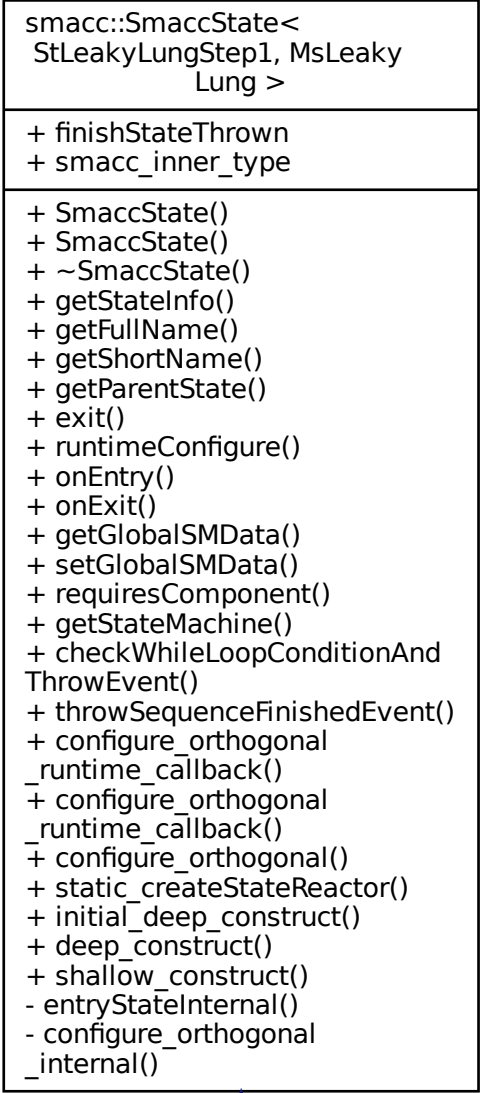 smacc::SmaccState<
StLeakyLungStep1, MsLeaky
Lung >
+ finishStateThrown
+ smacc_inner_type
+ SmaccState()
+ SmaccState()
+ ~SmaccState()
+ getStateInfo()
+ getFullName()
+ getShortName()
+ getParentState()
+ exit()
+ runtimeConfigure()
+ onEntry()
+ onExit()
+ getGlobalSMData()
+ setGlobalSMData()
+ requiresComponent()
+ getStateMachine()
+ checkWhileLoopConditionAnd
ThrowEvent()
+ throwSequenceFinishedEvent()
+ configure_orthogonal
_runtime_callback()
+ configure_orthogonal
_runtime_callback()
+ configure_orthogonal()
+ static_createStateReactor()
+ initial_deep_construct()
+ deep_construct()
+ shallow_construct()
- entryStateInternal()
- configure_orthogonal
_internal()